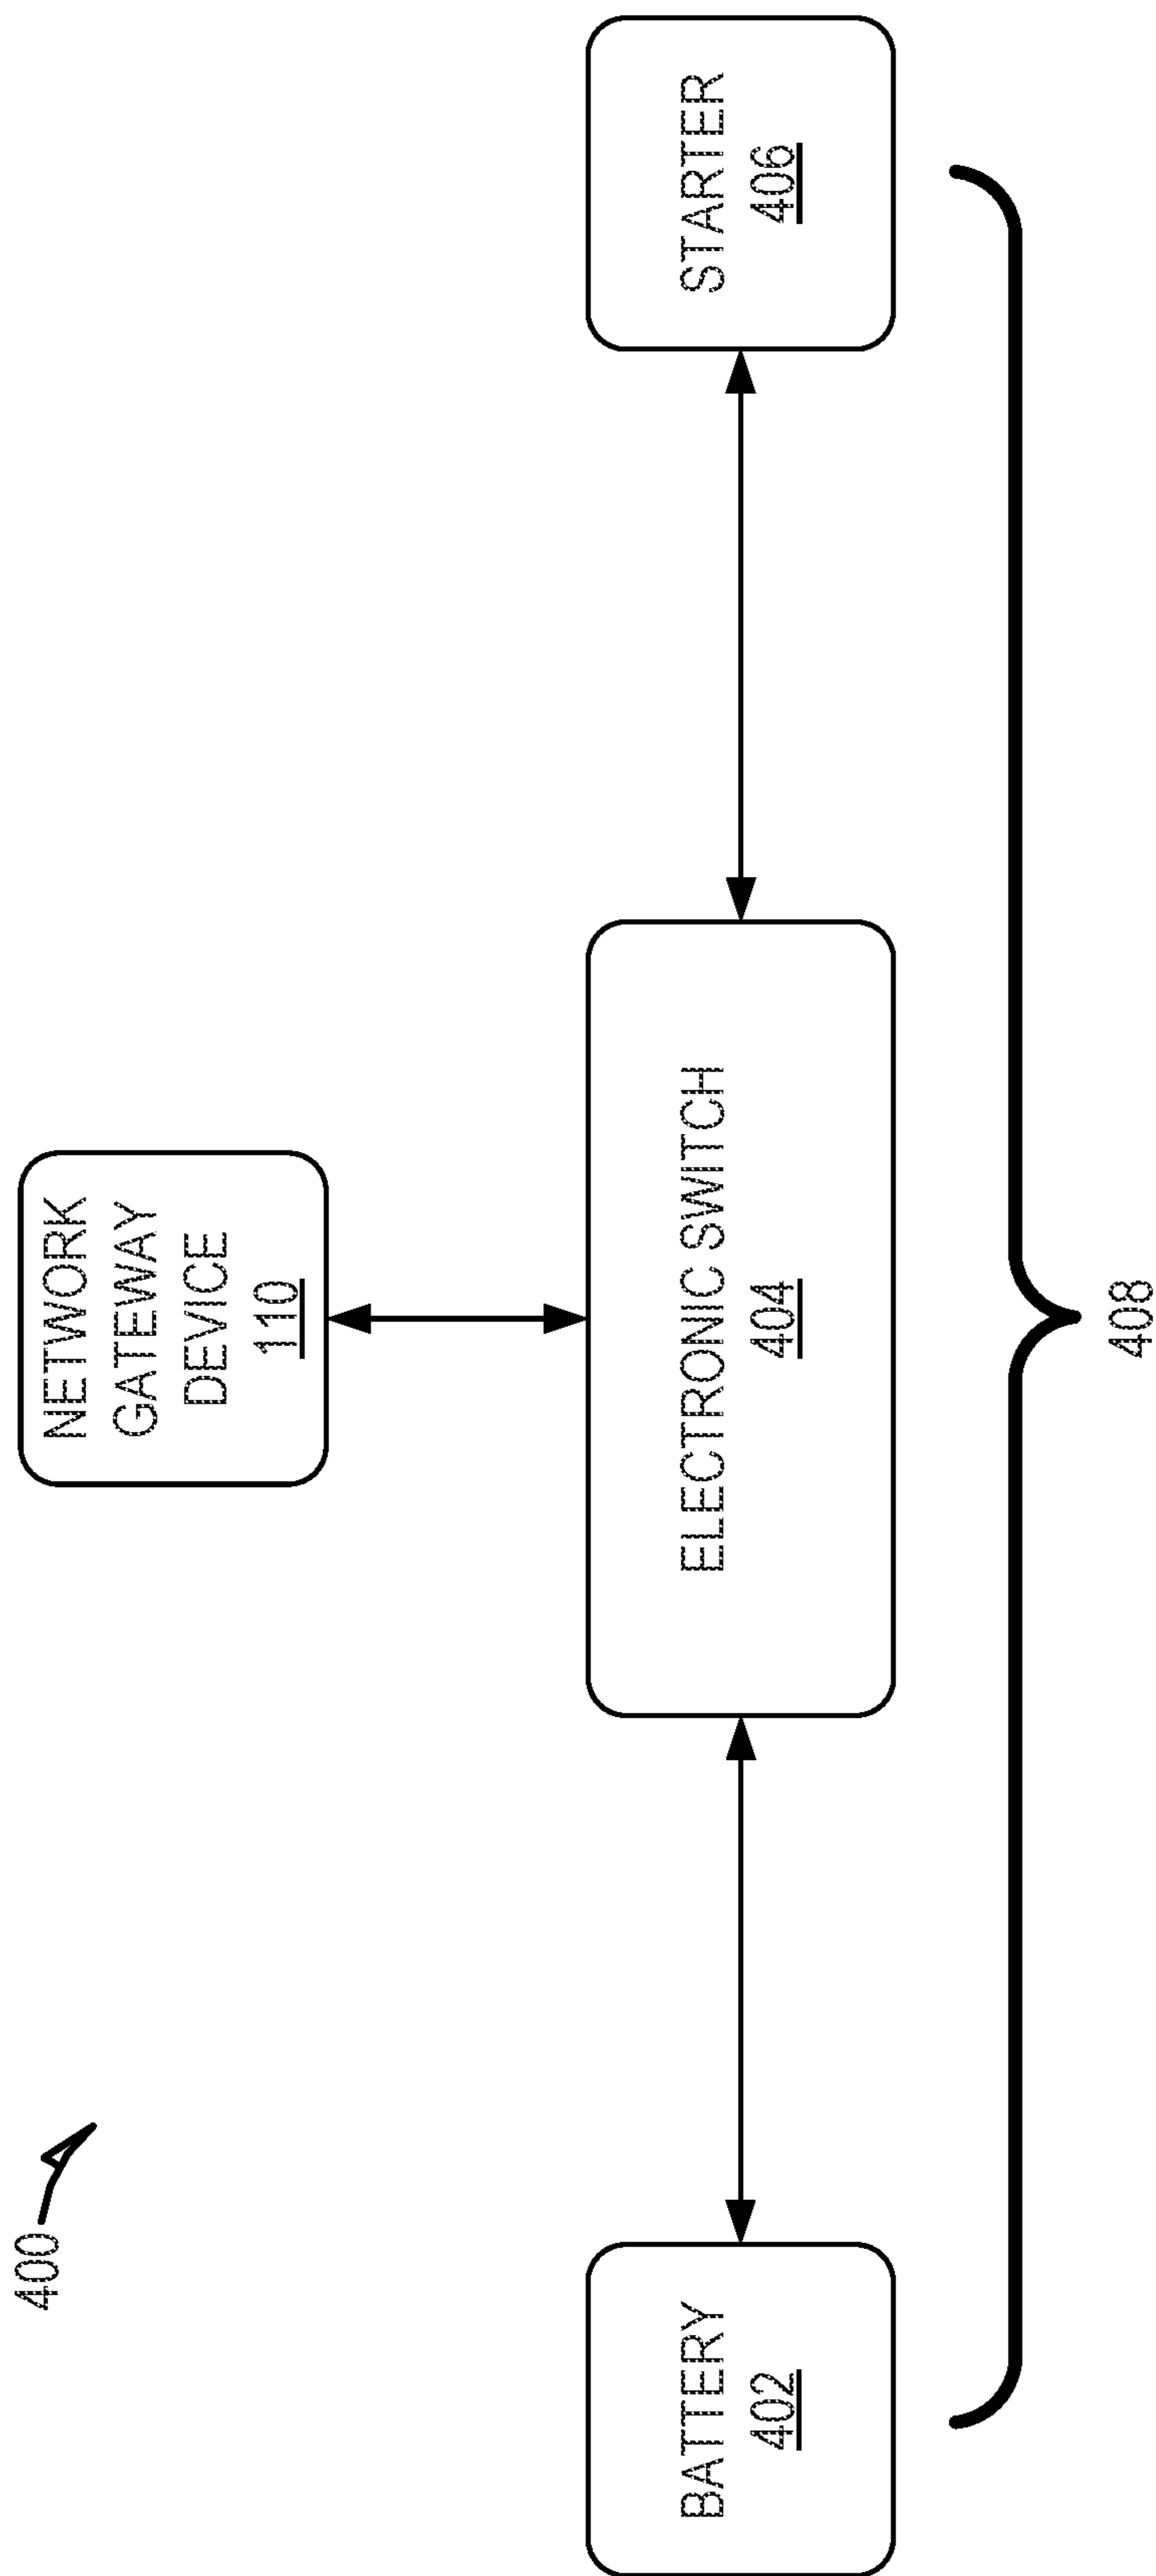 400
NETWORK
GATEWAY
DEVICE
110
BATTERY
402
ELECTRONIC SWITCH
404
STARTER
406
408